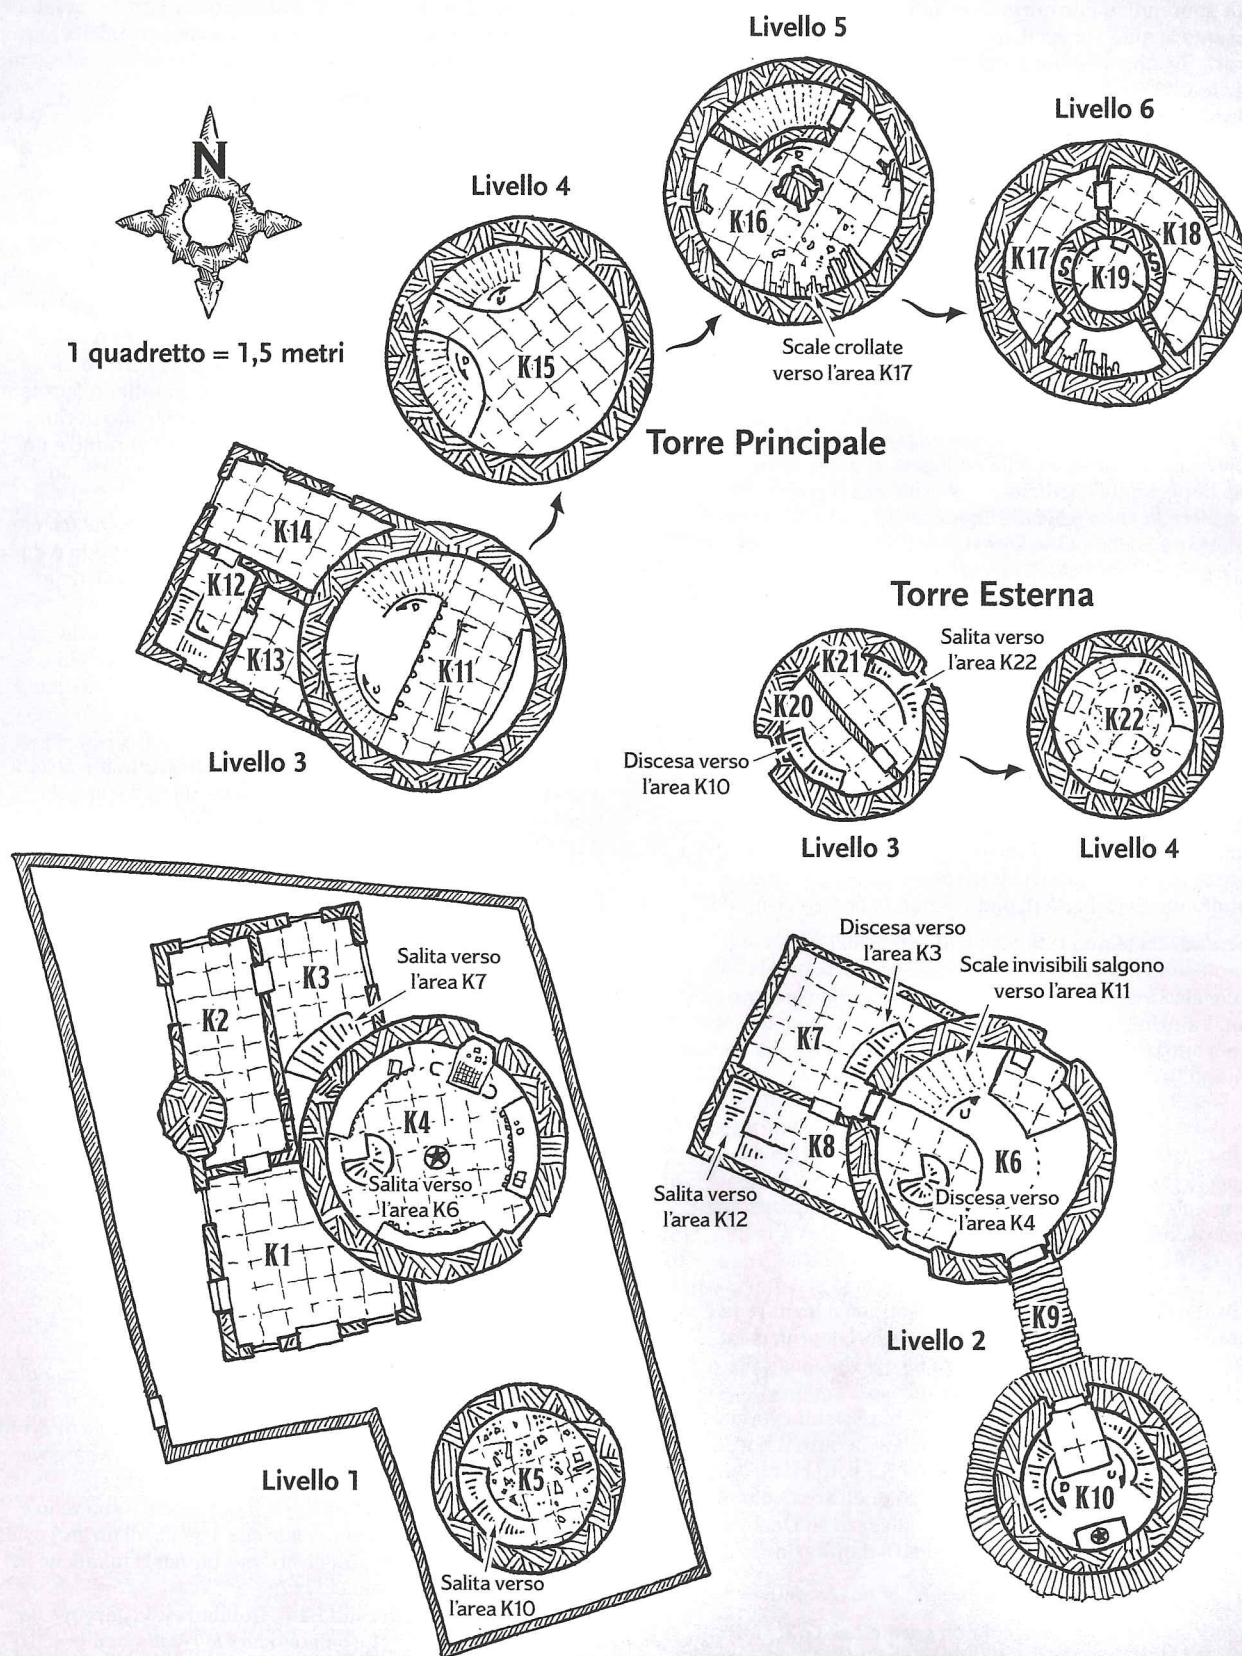 Livello 5
Livello 6
N
Livello 4
K16
K17
K18
K19
1 quadretto = 1,5 metri
K15
Scale crollate
verso l'area K17
Torre Principale
K14
K12
K13
K11
Livello 3
Torre Esterna
Salita verso
l'area K22
K21
K20
K22
Discesa verso
l'area K10
Livello 3
Livello 4
K3
K2
Salita verso
l'area K7
K4
Salita verso
l'area K6
K1
Discesa verso
l'area K3
Scale invisibili salgono
verso l'area K11
U
D
K7
K8
K6
Salita verso
l'area K12
Discesa verso
l'area K4
K9
Livello 2
Livello 1
K5
Salita verso
l'area K10
D
U
K10
D
U
D
D
U
S
S
D